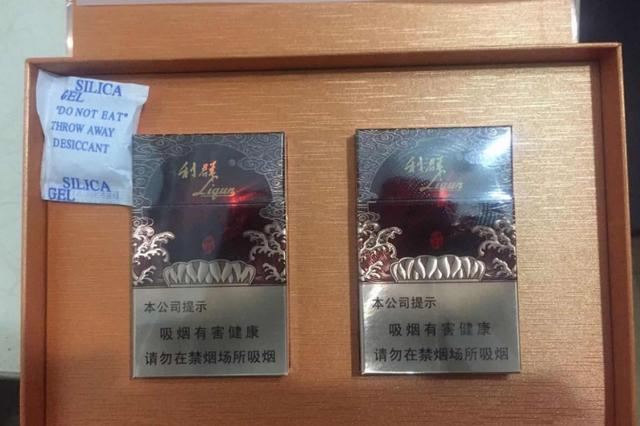 SILICA
GEL
"DO NOT EAT"
THROW AWAY
DESICCANT
SILICA
GEL
利群
Liqun
本公司提示
吸烟有害健康
请勿在禁烟场所吸烟
利群
Liqun
本公司提示
吸烟有害健康
请勿在禁烟场所吸烟